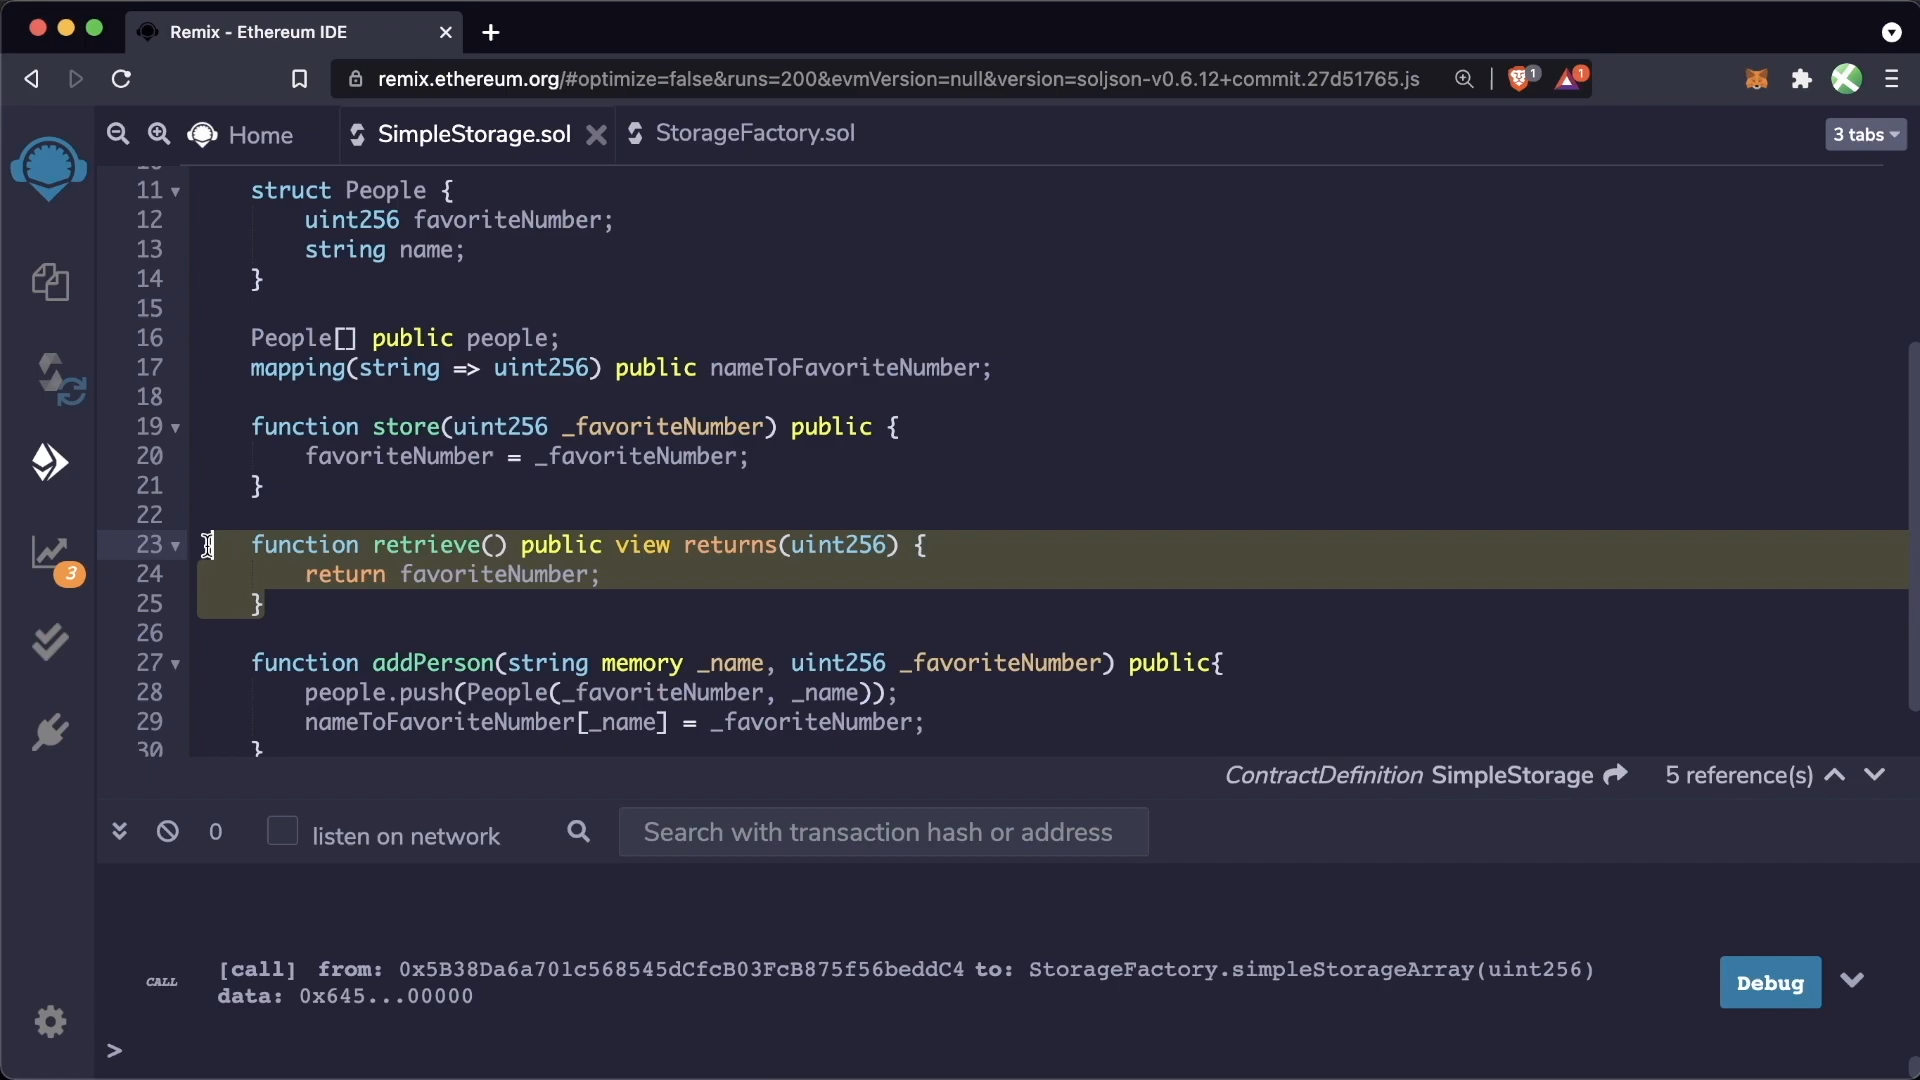 Remix - Ethereum IDE
remix.ethereum.org/#optimize=false&runs=200&evmVersion=null&version=soljson-v0.6.12+commit.27d51765.js
1
1
Home
SimpleStorage.sol
StorageFactory.sol
3 tabs
11 struct People {
12 uint256 favoriteNumber;
13 string name;
14 }
15
16 People[] public people;
17 mapping(string => uint256) public nameToFavoriteNumber;
18
19 function store(uint256 _favoriteNumber) public {
20 favoriteNumber = _favoriteNumber;
21 }
22
23 function retrieve() public view returns(uint256) {
24 return favoriteNumber;
25 }
26
27 function addPerson(string memory _name, uint256 _favoriteNumber) public{
28 people.push(People(_favoriteNumber, _name));
29 nameToFavoriteNumber[_name] = _favoriteNumber;
30 }
3
ContractDefinition SimpleStorage 5 reference(s)
0 listen on network Search with transaction hash or address
CALL [call] from: 0x5B38Da6a701c568545dCfcB03FcB875f56beddC4 to: StorageFactory.simpleStorageArray(uint256)
data: 0x645...00000
Debug
>